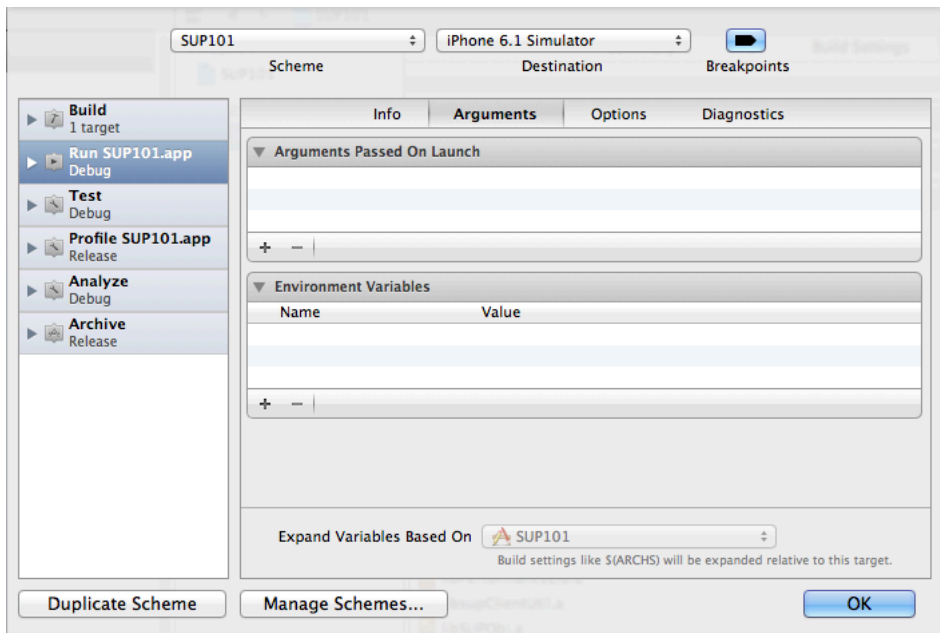 SUP101
iPhone 6.1 Simulator
Scheme
Destination
Breakpoints
Build Settings
SUP101
Build
1 target
Run SUP101.app
Debug
Test
Debug
Profile SUP101.app
Release
Analyze
Debug
Archive
Release
Info
Arguments
Options
Diagnostics
Arguments Passed On Launch
Environment Variables
Name
Value
Expand Variables Based On
SUP101
Build settings like $(ARCHS) will be expanded relative to this target.
Duplicate Scheme
Manage Schemes...
OK